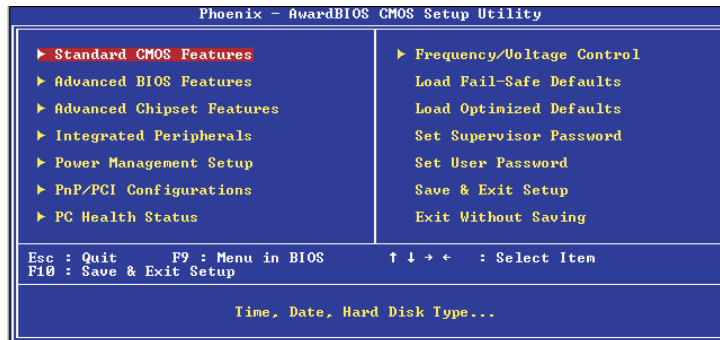 Phoenix - AwardBIOS CMOS Setup Utility
► Standard CMOS Features
► Advanced BIOS Features
► Advanced Chipset Features
► Integrated Peripherals
► Power Management Setup
► PnP/PCI Configurations
► PC Health Status
► Frequency/Voltage Control
Load Fail-Safe Defaults
Load Optimized Defaults
Set Supervisor Password
Set User Password
Save & Exit Setup
Exit Without Saving
Esc : Quit F9 : Menu in BIOS ↑ ↓ → ← : Select Item
F10 : Save & Exit Setup
Time, Date, Hard Disk Type...